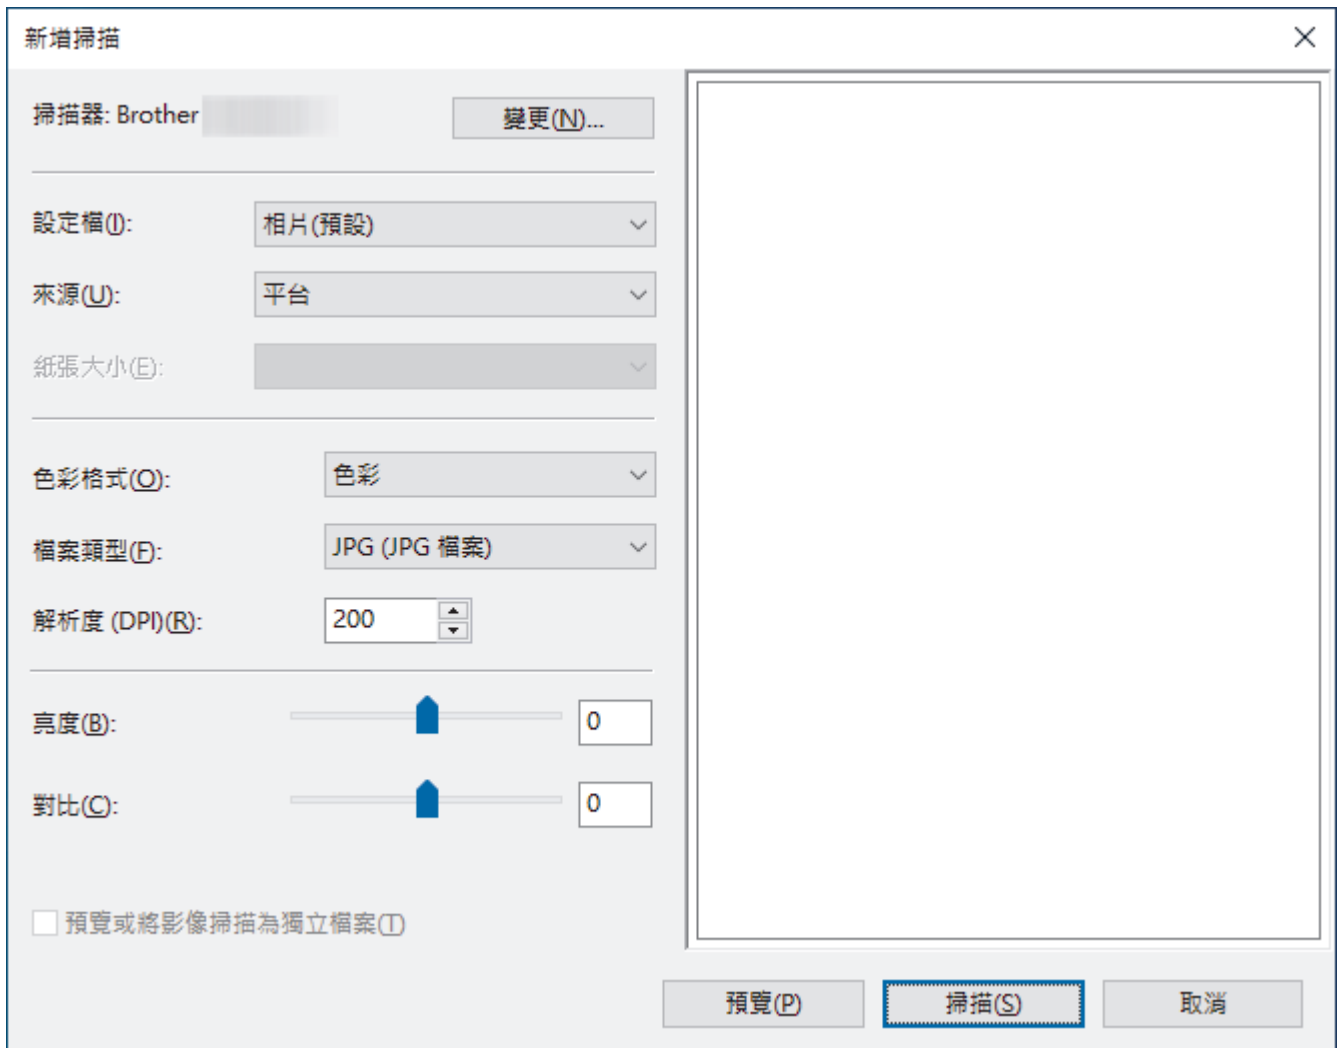 新增掃描
掃描器: Brother
變更(N)...
設定檔(I):
相片(預設)
來源(U):
平台
紙張大小(E):
色彩格式(O):
色彩
檔案類型(F):
JPG (JPG 檔案)
解析度 (DPI)(R):
200
亮度(B):
0
對比(C):
0
預覽或將影像掃描為獨立檔案(T)
預覽(P)
掃描(S)
取消